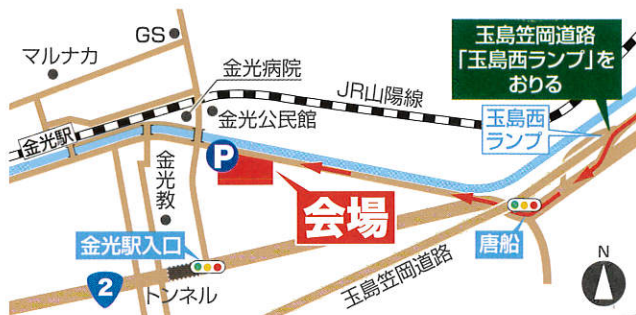 GS
マルナカ
金光病院
JR山陽線
玉島笠岡道路
「玉島西ランプ」を
おりる
金光駅
金光公民館
玉島西
ランプ
P
金光教
会場
唐船
金光駅入口
2
トンネル
玉島笠岡道路
N